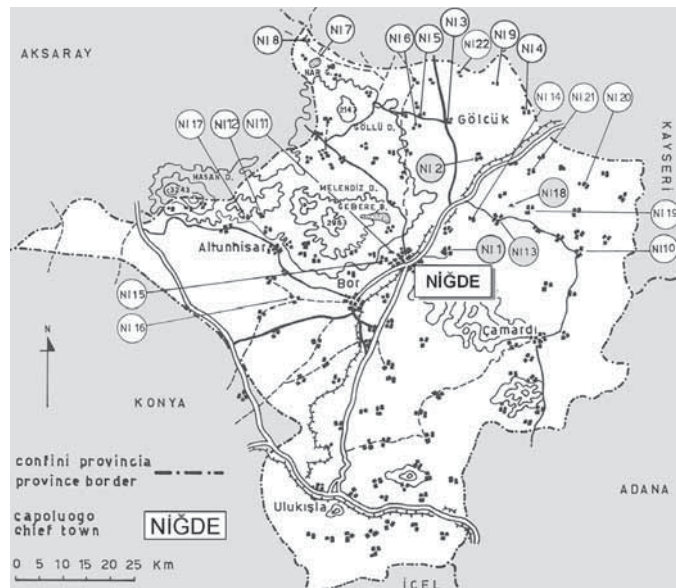 AKSARAY
NI 8
NI 7
NI 6
NI 5
NI 3
NI 22
NI 9
NI 4
NI 17
NI 12
NI 11
NI 14
NI 21
NI 20
KAYSERİ
GÖLLÜ D.
Gölcük
NI 2
HASAN D.
MELENDİZ D.
GEBERE B.
NI 18
NI 19
Altunhisar
NI 1
NI 13
NI 10
Bor
NİĞDE
NI 15
NI 16
Çamardı
N
KONYA
ADANA
confini provincia
province border
capoluogo
chief town
NİĞDE
Ulukışla
0 5 10 15 20 25 Km
İÇEL